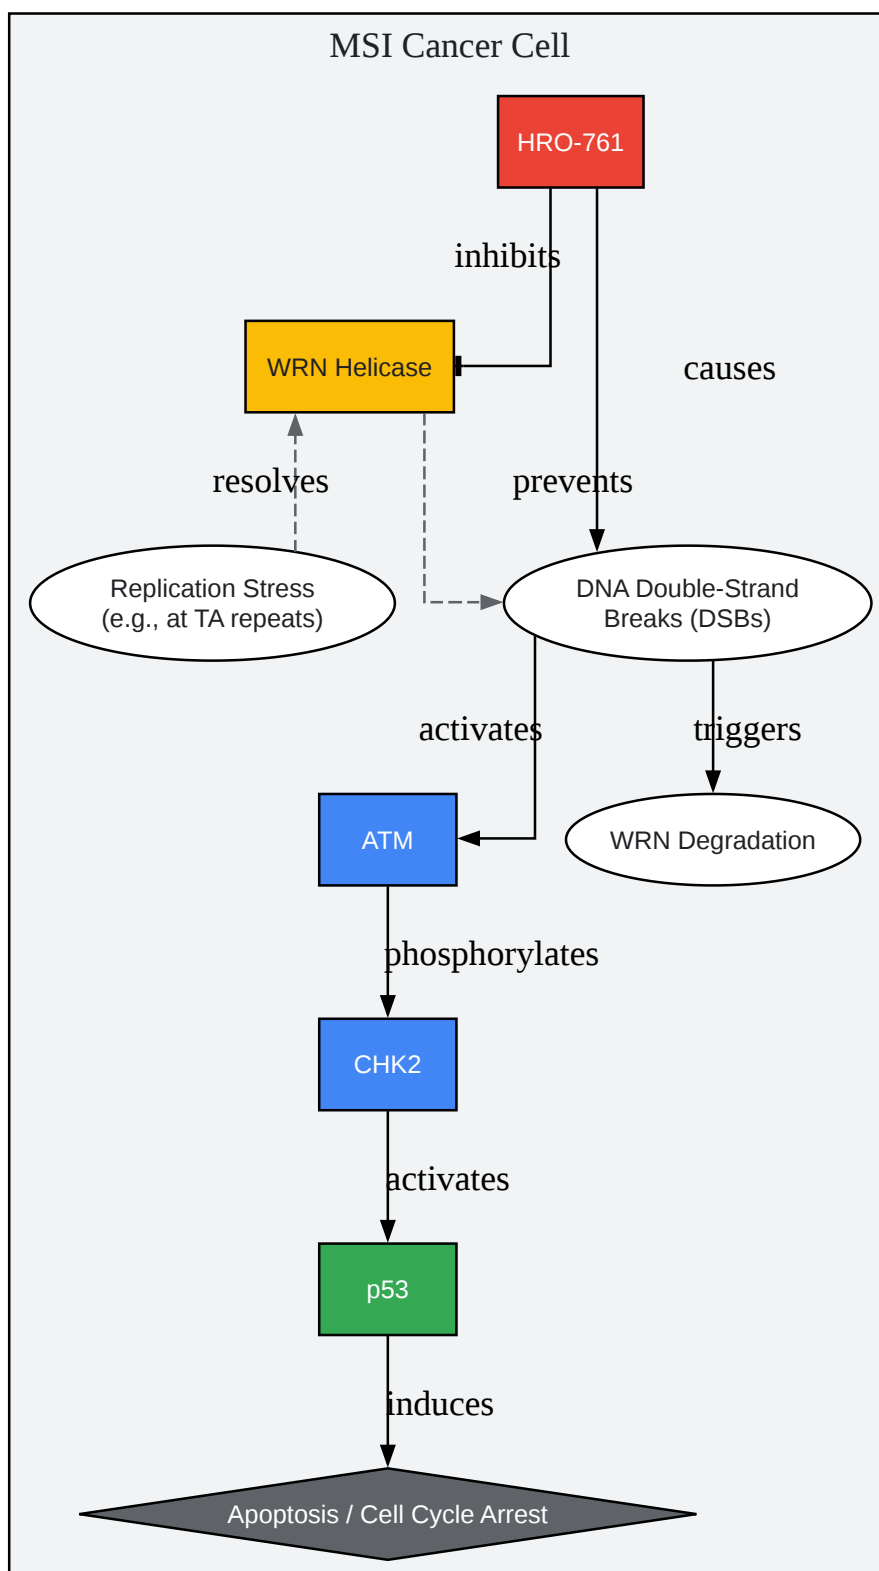 MSI Cancer Cell
HRO-761
inhibits
WRN Helicase
causes
resolves
prevents
Replication Stress
(e.g., at TA repeats)
DNA Double-Strand
Breaks (DSBs)
activates
triggers
ATM
WRN Degradation
phosphorylates
CHK2
activates
p53
induces
Apoptosis / Cell Cycle Arrest